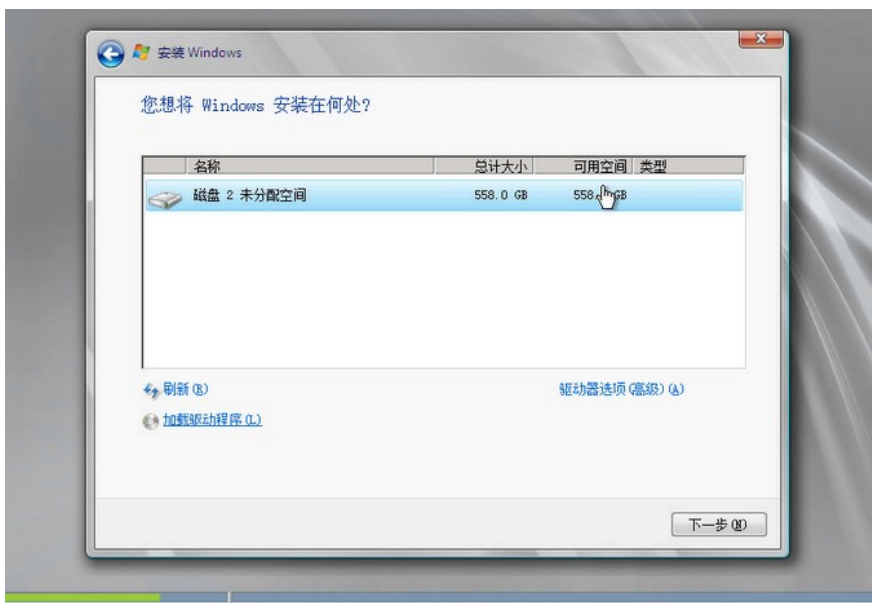 安装 Windows
您想将 Windows 安装在何处?
名称 总计大小 可用空间 类型
磁盘 2 未分配空间 558.0 GB 558. GB
刷新(R)
驱动器选项(高级)(A)
加载驱动程序(L)
下一步(N)